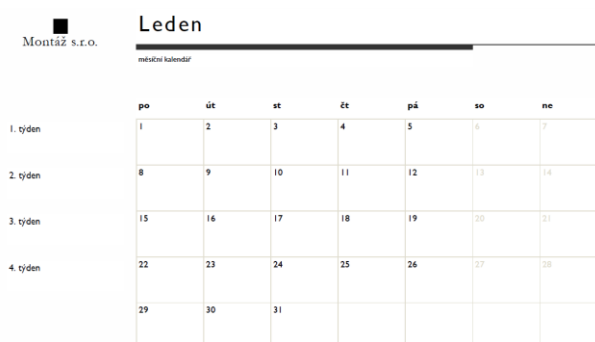 Montáž s.r.o.
Leden
měsíční kalendář
po út st čt pá so ne
1. týden
1 2 3 4 5 6 7
2. týden
8 9 10 11 12 13 14
3. týden
15 16 17 18 19 20 21
4. týden
22 23 24 25 26 27 28
29 30 31